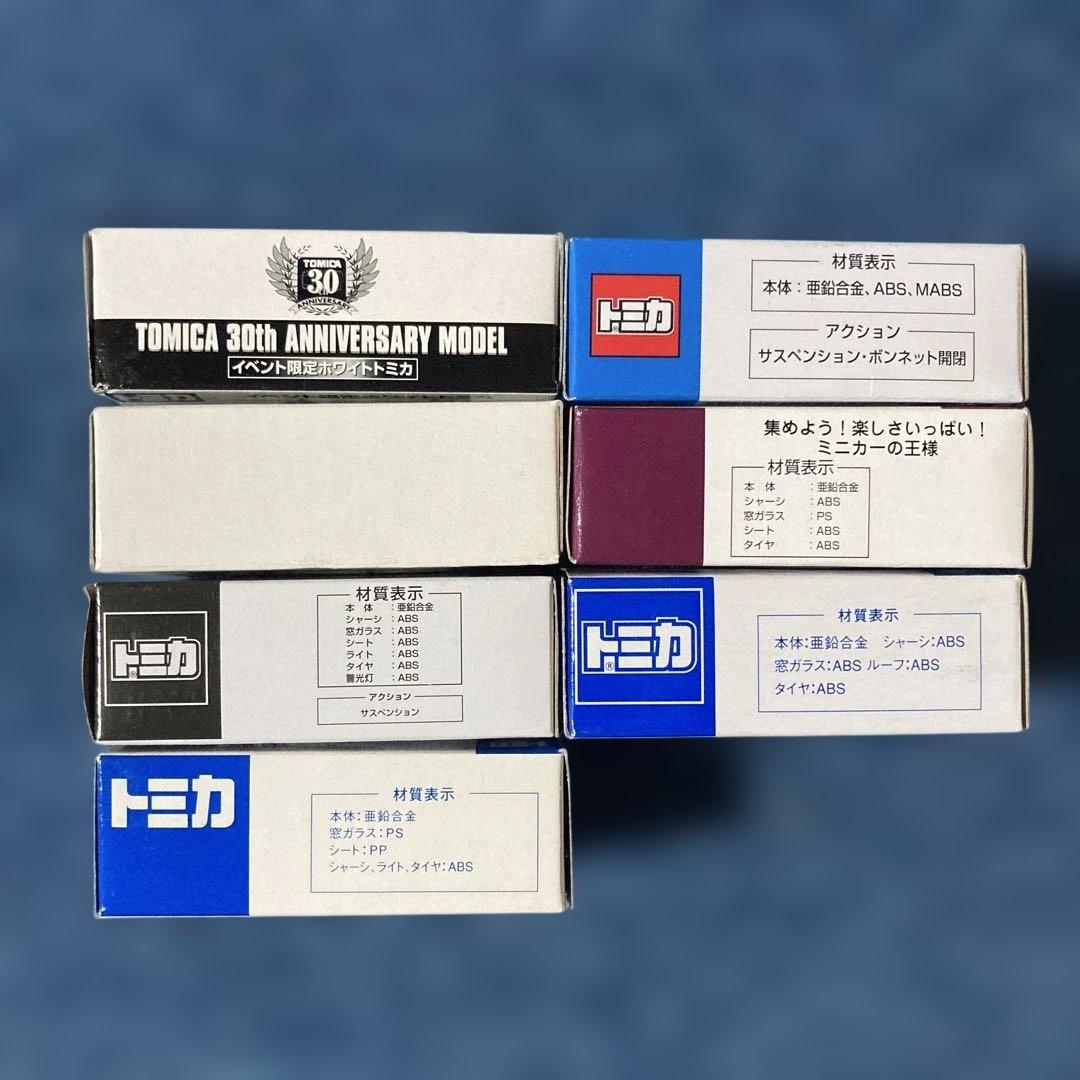 TOMICA
30
ANNIVERSARY
TOMICA 30th ANNIVERSARY MODEL
イベント限定ホワイトトミカ
トミカ®
材質表示
本体：亜鉛合金、ABS、MABS
アクション
サスペンション・ボンネット開閉
集めよう！楽しさいっぱい！
ミニカーの王様
材質表示
本　体　：亜鉛合金
シャーシ　：ABS
窓ガラス　：PS
シート　：ABS
タイヤ　：ABS
トミカ®
材質表示
本　体　：亜鉛合金
シャーシ　：ABS
窓ガラス　：ABS
シート　：ABS
ライト　：ABS
タイヤ　：ABS
警光灯　：ABS
アクション
サスペンション
トミカ®
材質表示
本体：亜鉛合金　シャーシ：ABS
窓ガラス：ABS ルーフ：ABS
タイヤ：ABS
トミカ
材質表示
本体：亜鉛合金
窓ガラス：PS
シート：PP
シャーシ、ライト、タイヤ：ABS